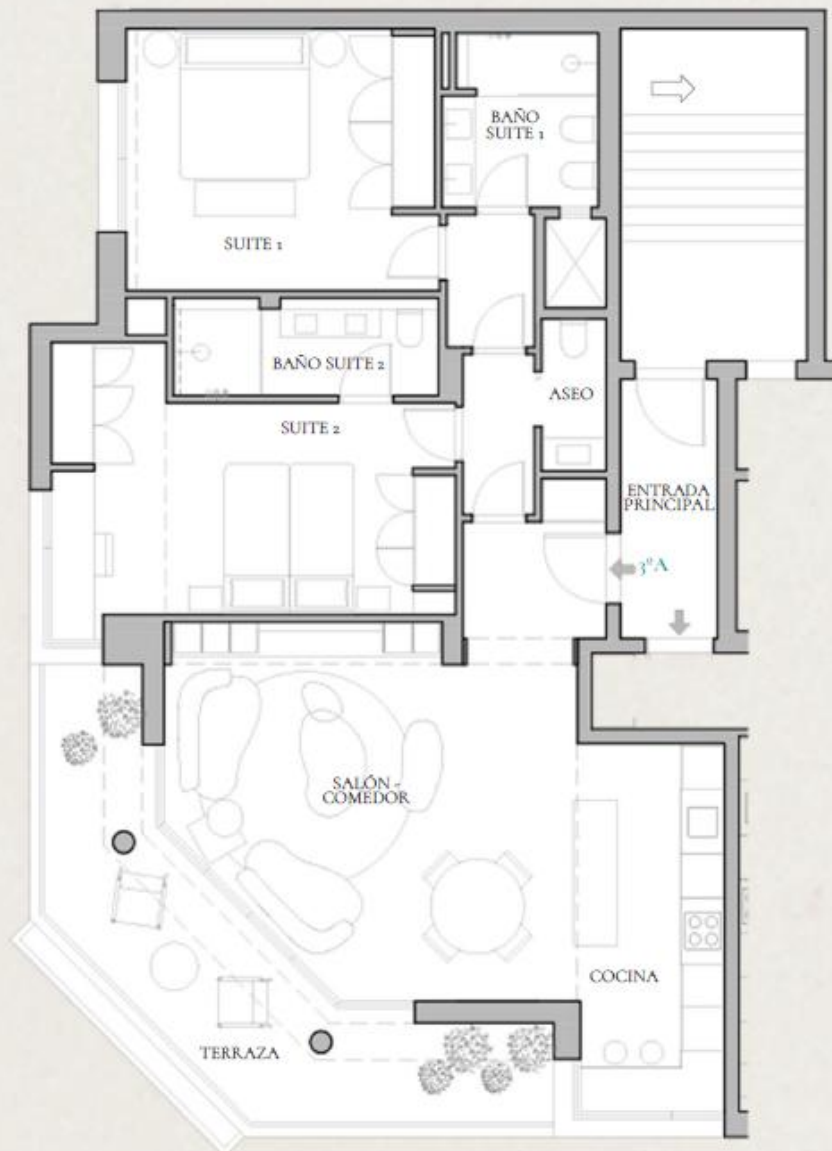 BAÑO
SUITE 1
SUITE 1
BAÑO SUITE 2
ASEO
SUITE 2
ENTRADA
PRINCIPAL
3ºA
SALÓN -
COMEDOR
COCINA
TERRAZA